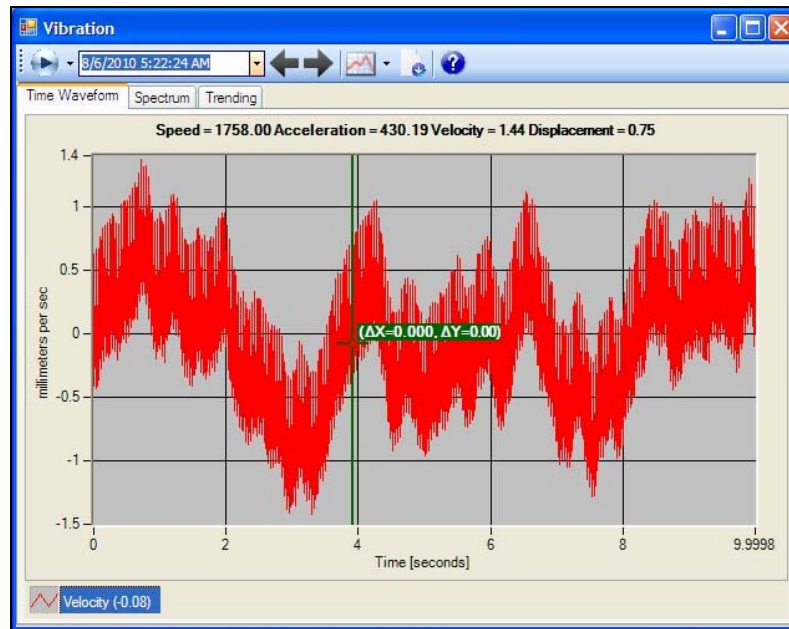 Vibration
8/6/2010 5:22:24 AM
Time Waveform Spectrum Trending
Speed = 1758.00 Acceleration = 430.19 Velocity = 1.44 Displacement = 0.75
1.4
1
0.5
0
-0.5
-1
-1.5
millimeters per sec
(ΔX=0.000, ΔY=0.00)
0 2 4 6 8 9.9998
Time [seconds]
Velocity (-0.08)